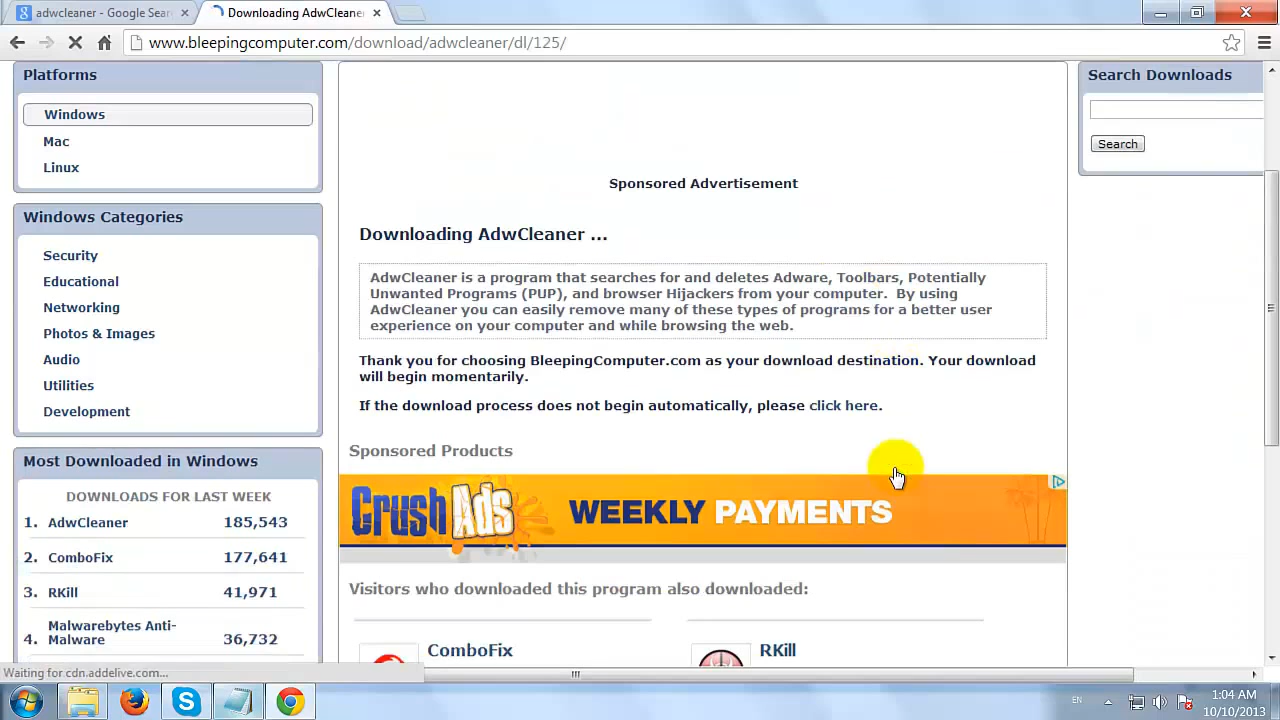 adwcleaner - Google Sear
Downloading AdwCleane
www.bleepingcomputer.com/download/adwcleaner/dl/125/
Platforms
Windows
Mac
Linux
Windows Categories
Security
Educational
Networking
Photos & Images
Audio
Utilities
Development
Most Downloaded in Windows
DOWNLOADS FOR LAST WEEK
1. AdwCleaner 185,543
2. ComboFix 177,641
3. RKill 41,971
4. Malwarebytes Anti-
Malware 36,732
Sponsored Advertisement
Downloading AdwCleaner ...
AdwCleaner is a program that searches for and deletes Adware, Toolbars, Potentially
Unwanted Programs (PUP), and browser Hijackers from your computer. By using
AdwCleaner you can easily remove many of these types of programs for a better user
experience on your computer and while browsing the web.
Thank you for choosing BleepingComputer.com as your download destination. Your download
will begin momentarily.
If the download process does not begin automatically, please click here.
Sponsored Products
CrushAds WEEKLY PAYMENTS
Visitors who downloaded this program also downloaded:
ComboFix
RKill
Search Downloads
Search
Waiting for cdn.addelive.com...
EN
1:04 AM
10/10/2013